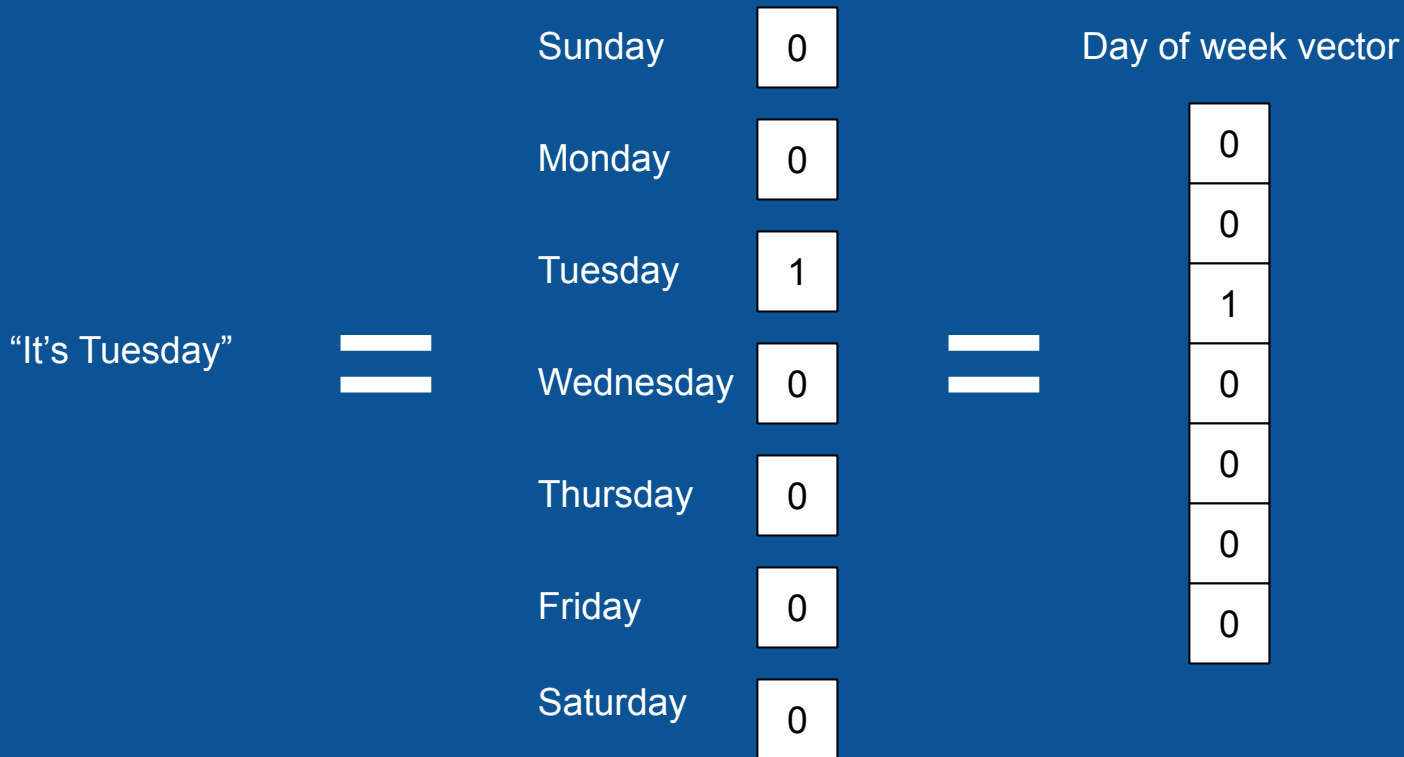 Sunday 0
Day of week vector
Monday 0
Tuesday 1
“It’s Tuesday”
Wednesday 0
Thursday 0
Friday 0
Saturday 0
0
0
1
0
0
0
0